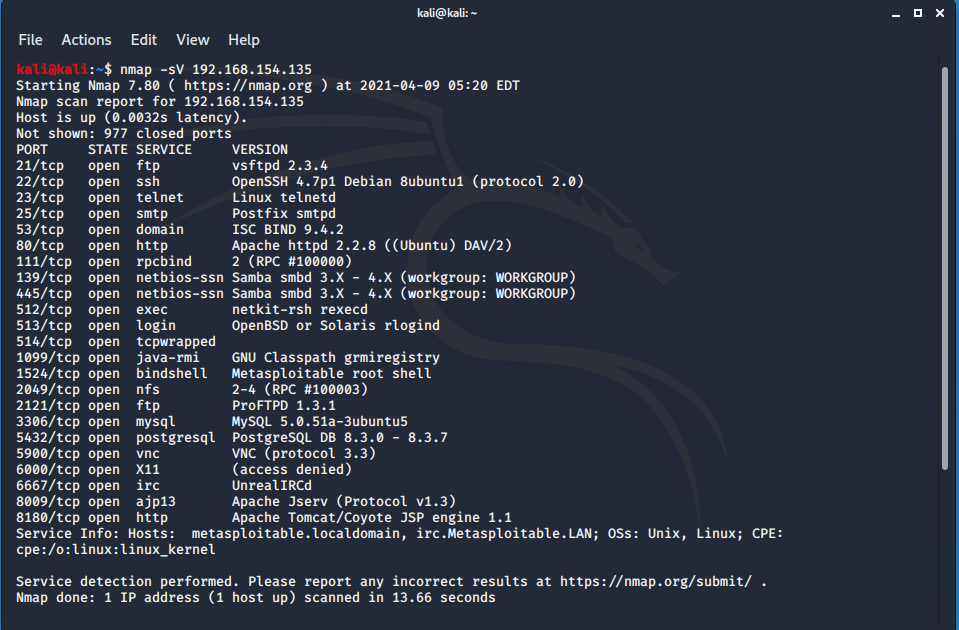 kali@kali: ~
File Actions Edit View Help
kali@kali:~$ nmap -sV 192.168.154.135
Starting Nmap 7.80 ( https://nmap.org ) at 2021-04-09 05:20 EDT
Nmap scan report for 192.168.154.135
Host is up (0.0032s latency).
Not shown: 977 closed ports
PORT     STATE SERVICE     VERSION
21/tcp   open  ftp         vsftpd 2.3.4
22/tcp   open  ssh         OpenSSH 4.7p1 Debian 8ubuntu1 (protocol 2.0)
23/tcp   open  telnet      Linux telnetd
25/tcp   open  smtp        Postfix smtpd
53/tcp   open  domain      ISC BIND 9.4.2
80/tcp   open  http        Apache httpd 2.2.8 ((Ubuntu) DAV/2)
111/tcp  open  rpcbind     2 (RPC #100000)
139/tcp  open  netbios-ssn Samba smbd 3.X - 4.X (workgroup: WORKGROUP)
445/tcp  open  netbios-ssn Samba smbd 3.X - 4.X (workgroup: WORKGROUP)
512/tcp  open  exec        netkit-rsh rexecd
513/tcp  open  login       OpenBSD or Solaris rlogind
514/tcp  open  tcpwrapped
1099/tcp open  java-rmi    GNU Classpath grmiregistry
1524/tcp open  bindshell   Metasploitable root shell
2049/tcp open  nfs         2-4 (RPC #100003)
2121/tcp open  ftp         ProFTPD 1.3.1
3306/tcp open  mysql       MySQL 5.0.51a-3ubuntu5
5432/tcp open  postgresql  PostgreSQL DB 8.3.0 - 8.3.7
5900/tcp open  vnc         VNC (protocol 3.3)
6000/tcp open  X11         (access denied)
6667/tcp open  irc         UnrealIRCd
8009/tcp open  ajp13       Apache Jserv (Protocol v1.3)
8180/tcp open  http        Apache Tomcat/Coyote JSP engine 1.1
Service Info: Hosts:  metasploitable.localdomain, irc.Metasploitable.LAN; OSs: Unix, Linux; CPE:
cpe:/o:linux:linux_kernel
Service detection performed. Please report any incorrect results at https://nmap.org/submit/ .
Nmap done: 1 IP address (1 host up) scanned in 13.66 seconds